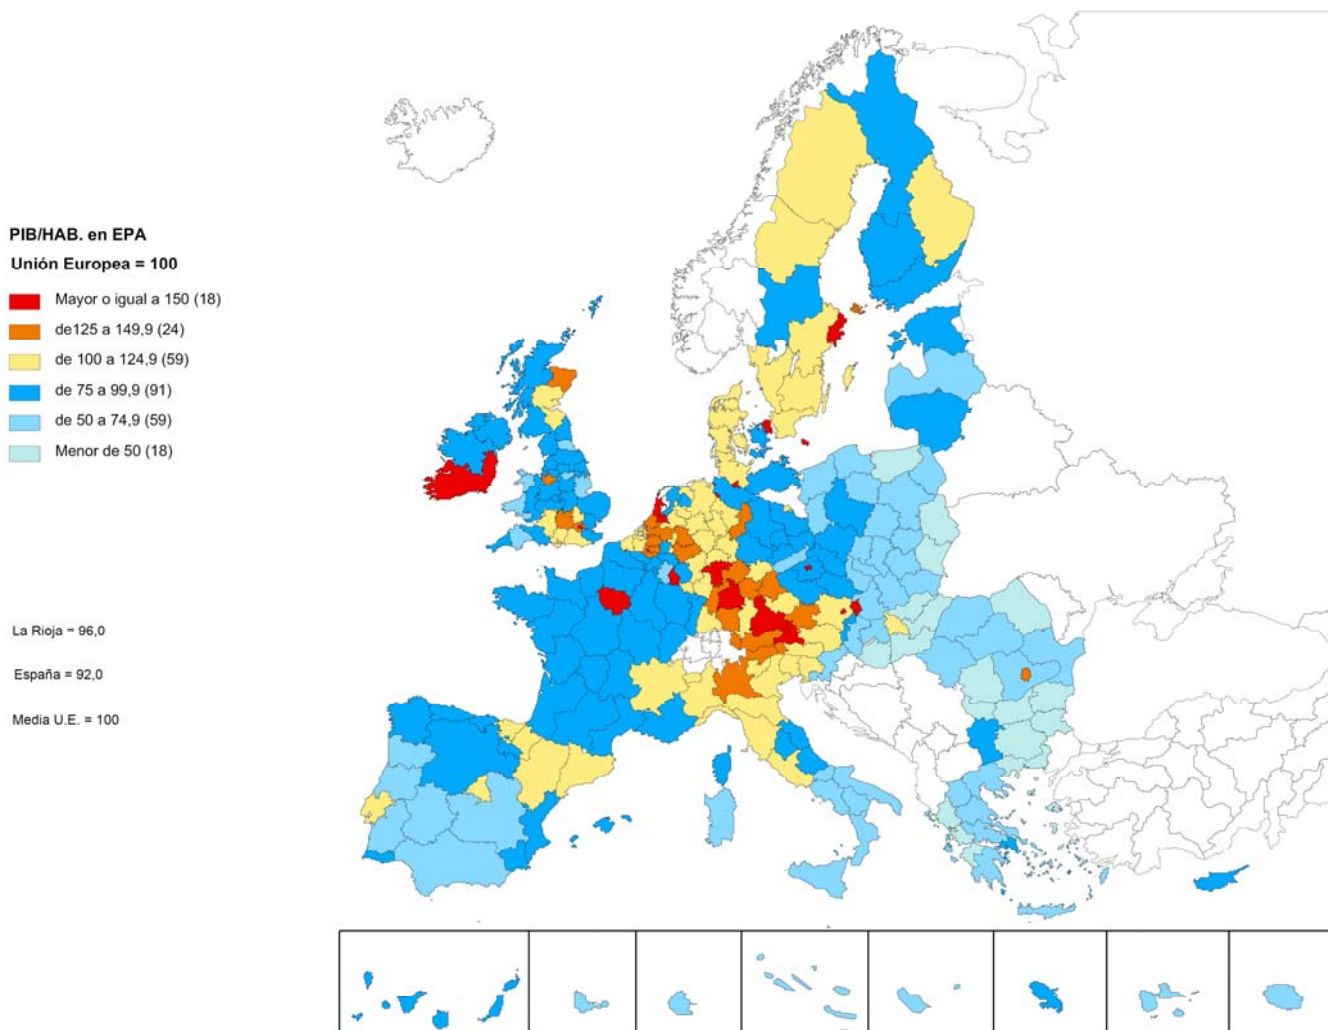 PIB/HAB. en EPA
Unión Europea = 100
Mayor o igual a 150 (18)
de125 a 149,9 (24)
de 100 a 124,9 (59)
de 75 a 99,9 (91)
de 50 a 74,9 (59)
Menor de 50 (18)
La Rioja = 96,0
España = 92,0
Media U.E. = 100